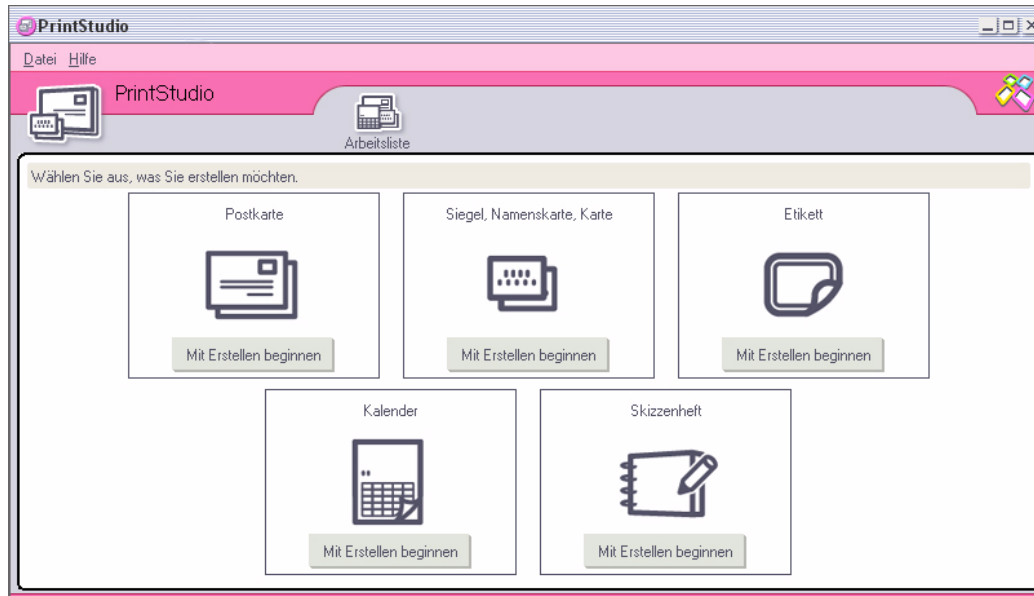 PrintStudio
Datei Hilfe
PrintStudio
Arbeitsliste
Wählen Sie aus, was Sie erstellen möchten.
Postkarte
Mit Erstellen beginnen
Siegel, Namenskarte, Karte
Mit Erstellen beginnen
Etikett
Mit Erstellen beginnen
Kalender
Mit Erstellen beginnen
Skizzenheft
Mit Erstellen beginnen